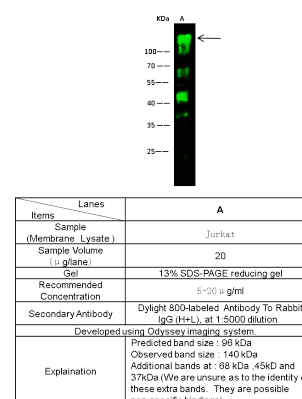 KDa A
100
70
55
40
35
25
Lanes
Items
A
Sample
(Membrane Lysate)
Jurkat
Sample Volume
(μg/lane)
20
Gel
13% SDS-PAGE reducing gel
Recommended
Concentration
5-20μg/ml
Secondary Antibody
Dylight 800-labeled Antibody To Rabbit
IgG (H+L), at 1:5000 dilution.
Developed using Odyssey imaging system.
Explaination
Predicted band size : 96 kDa
Observed band size : 140 kDa
Additional bands at : 68 kDa ,45kD and
37kDa (We are unsure as to the identity
these extra bands. They are possible